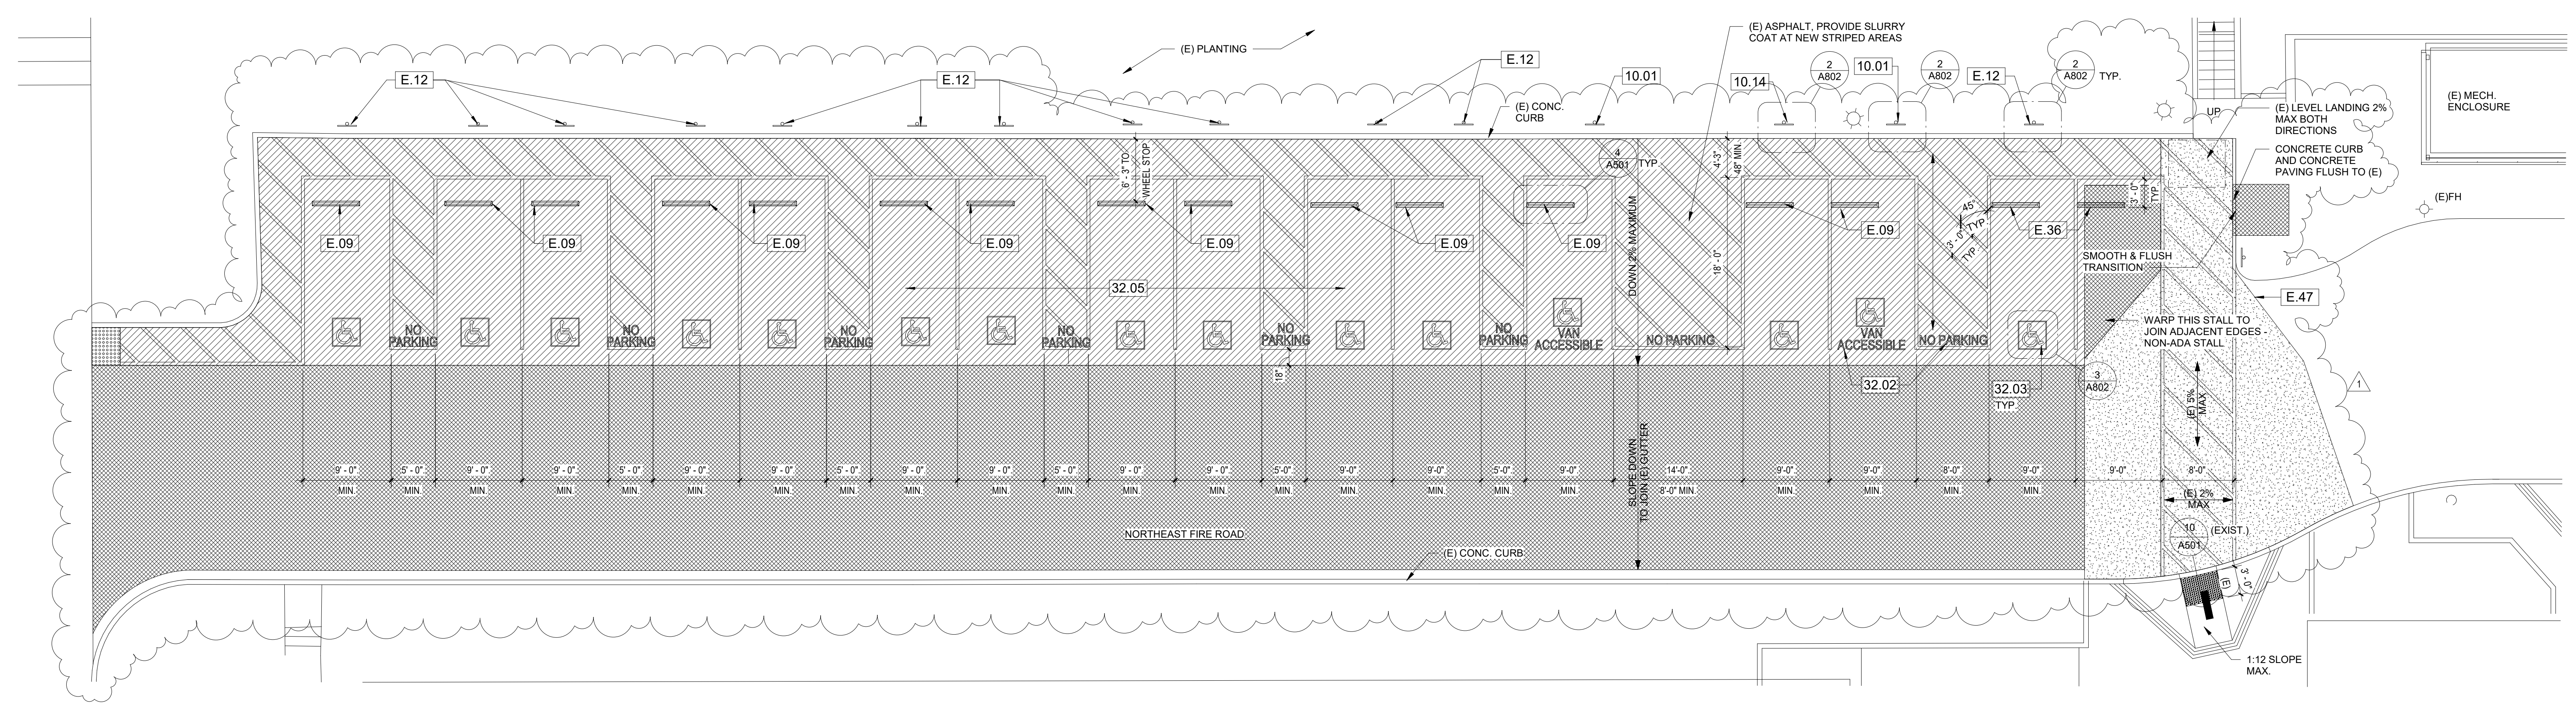 (E) ASPHALT, PROVIDE SLURRY
COAT AT NEW STRIPED AREAS
(E) PLANTING
E.12
E.12
E.12
10.01
10.14
2
A802
10.01
2
A802
E.12
2
A802
TYP.
(E) CONC.
CURB
UP
(E) MECH.
ENCLOSURE
(E) LEVEL LANDING 2%
MAX BOTH
DIRECTIONS
CONCRETE CURB
AND CONCRETE
PAVING FLUSH TO (E)
6' - 3" TO
WHEEL STOP
4
A501
TYP
4'-3"
48" MIN.
3' - 0"
TYP.
(E)FH
45°
TYP.
3' - 0"
TYP.
E.09
E.09
E.09
E.09
E.09
E.09
E.09
E.09
E.36
18' - 0"
DOWN 2% MAXIMUM
SMOOTH & FLUSH
TRANSITION
32.05
E.47
WARP THIS STALL TO
JOIN ADJACENT EDGES -
NON-ADA STALL
NO
PARKING
NO
PARKING
NO
PARKING
NO
PARKING
NO
PARKING
NO
PARKING
VAN
ACCESSIBLE
NO PARKING
VAN
ACCESSIBLE
NO PARKING
18"
32.02
32.03
TYP.
3
A802
1
(E) 5%
MAX
9' - 0"
MIN.
5' - 0"
MIN.
9' - 0"
MIN.
9' - 0"
MIN.
5' - 0"
MIN.
9' - 0"
MIN.
9' - 0"
MIN.
5' - 0"
MIN.
9' - 0"
MIN.
9' - 0"
MIN.
5' - 0"
MIN.
9' - 0"
MIN.
9' - 0"
MIN.
5'-0"
MIN.
9'-0"
MIN.
9'-0"
MIN.
5'-0"
MIN.
9'-0"
MIN.
14'-0"
8'-0" MIN.
9'-0"
MIN.
9'-0"
MIN.
8'-0"
MIN.
9'-0"
MIN.
9'-0"
8'-0"
SLOPE DOWN
TO JOIN (E) GUTTER
(E) 2%
MAX
NORTHEAST FIRE ROAD
10
A501
(EXIST.)
(E) CONC. CURB
(E)
3' - 0"
1:12 SLOPE
MAX.